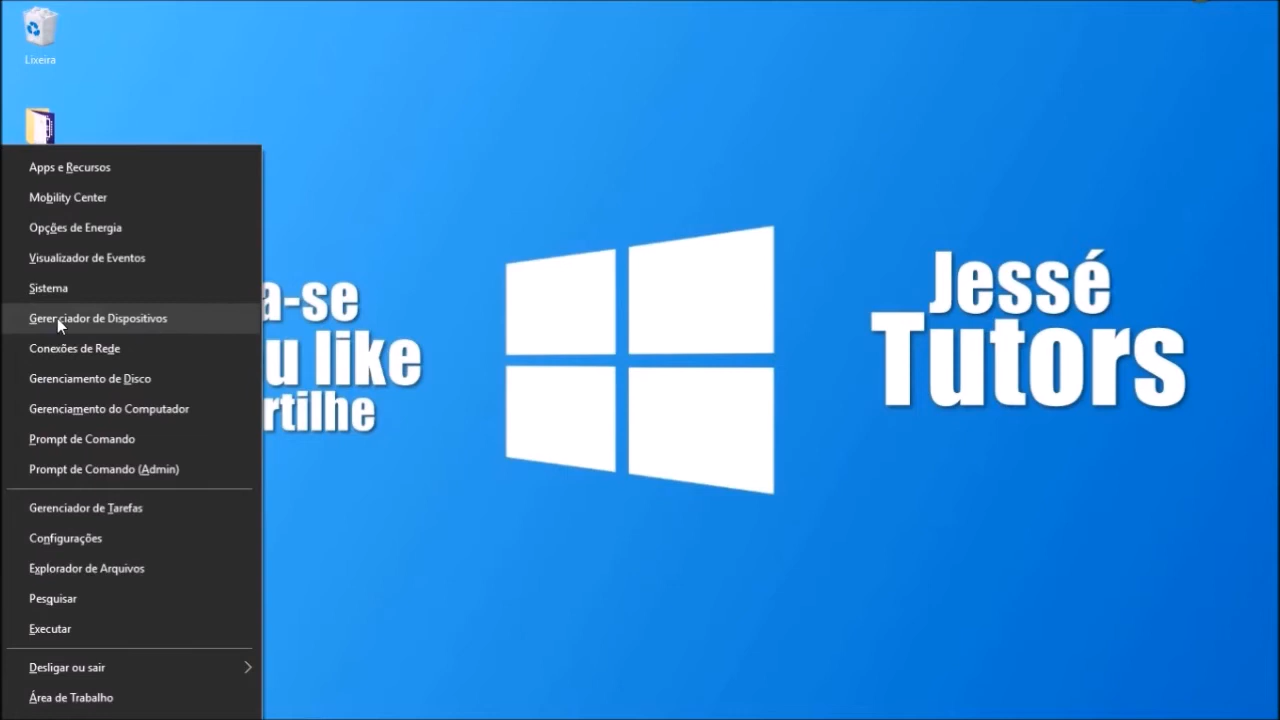 Lixeira
Apps e Recursos
Mobility Center
Opções de Energia
Visualizador de Eventos
Sistema
Gerenciador de Dispositivos
Conexões de Rede
Gerenciamento de Disco
Gerenciamento do Computador
Prompt de Comando
Prompt de Comando (Admin)
Gerenciador de Tarefas
Configurações
Explorador de Arquivos
Pesquisar
Executar
Desligar ou sair
Área de Trabalho
a-se
u like
rtilhe
Jessé
Tutors